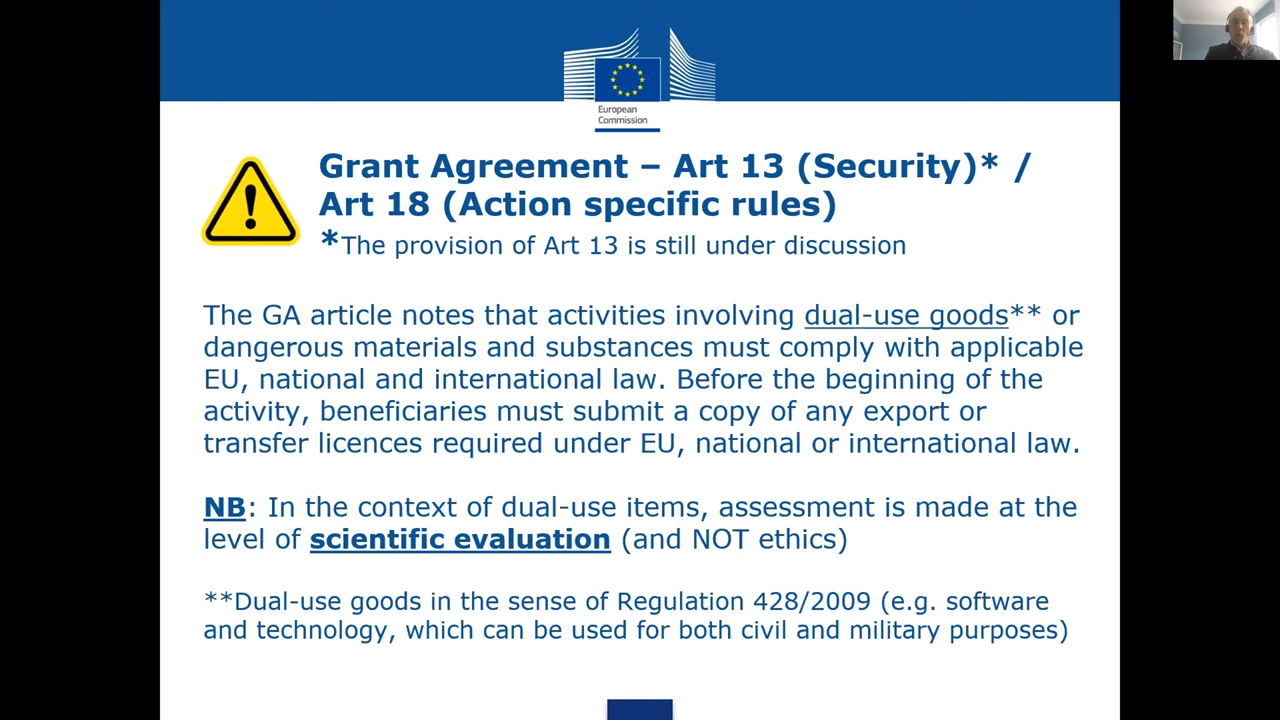 European
Commission
Grant Agreement – Art 13 (Security)* /
Art 18 (Action specific rules)
*The provision of Art 13 is still under discussion
The GA article notes that activities involving dual-use goods** or
dangerous materials and substances must comply with applicable
EU, national and international law. Before the beginning of the
activity, beneficiaries must submit a copy of any export or
transfer licences required under EU, national or international law.
NB: In the context of dual-use items, assessment is made at the
level of scientific evaluation (and NOT ethics)
**Dual-use goods in the sense of Regulation 428/2009 (e.g. software
and technology, which can be used for both civil and military purposes)